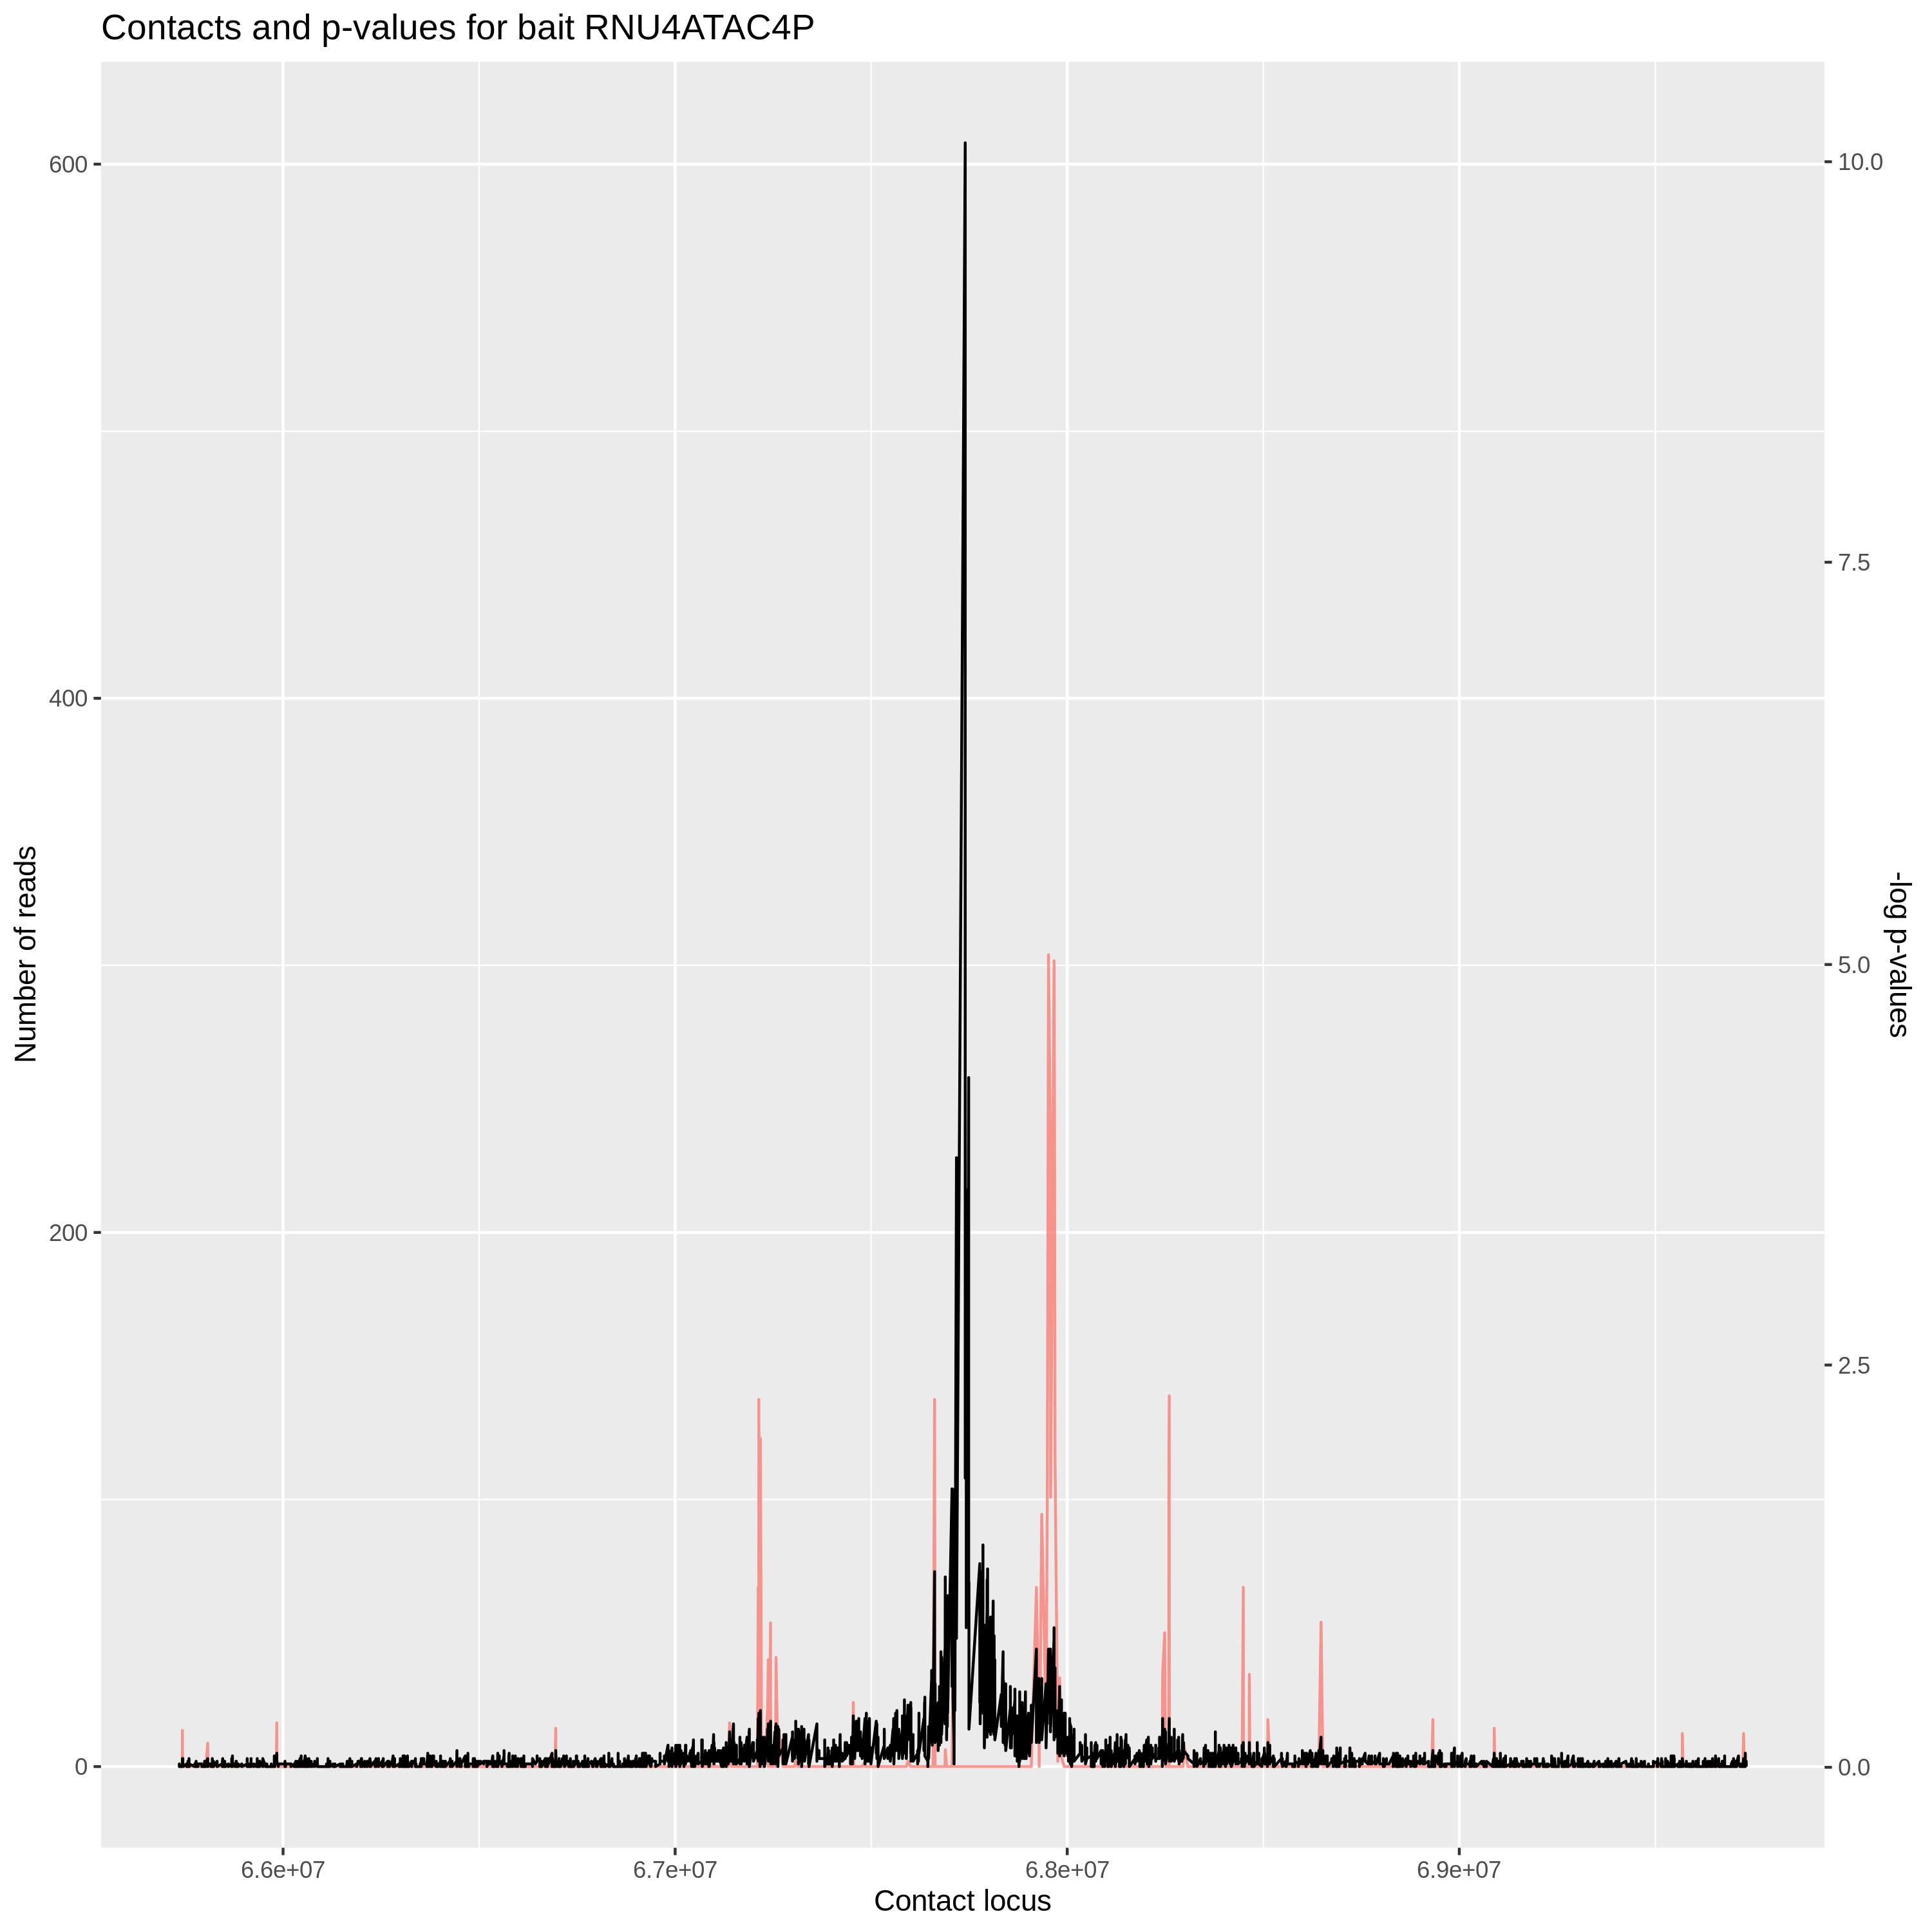 Contacts and p-values for bait RNU4ATAC4P
600
400
200
0
Number of reads
10.0
7.5
5.0
2.5
0.0
-log p-values
6.6e+07
6.7e+07
6.8e+07
6.9e+07
Contact locus